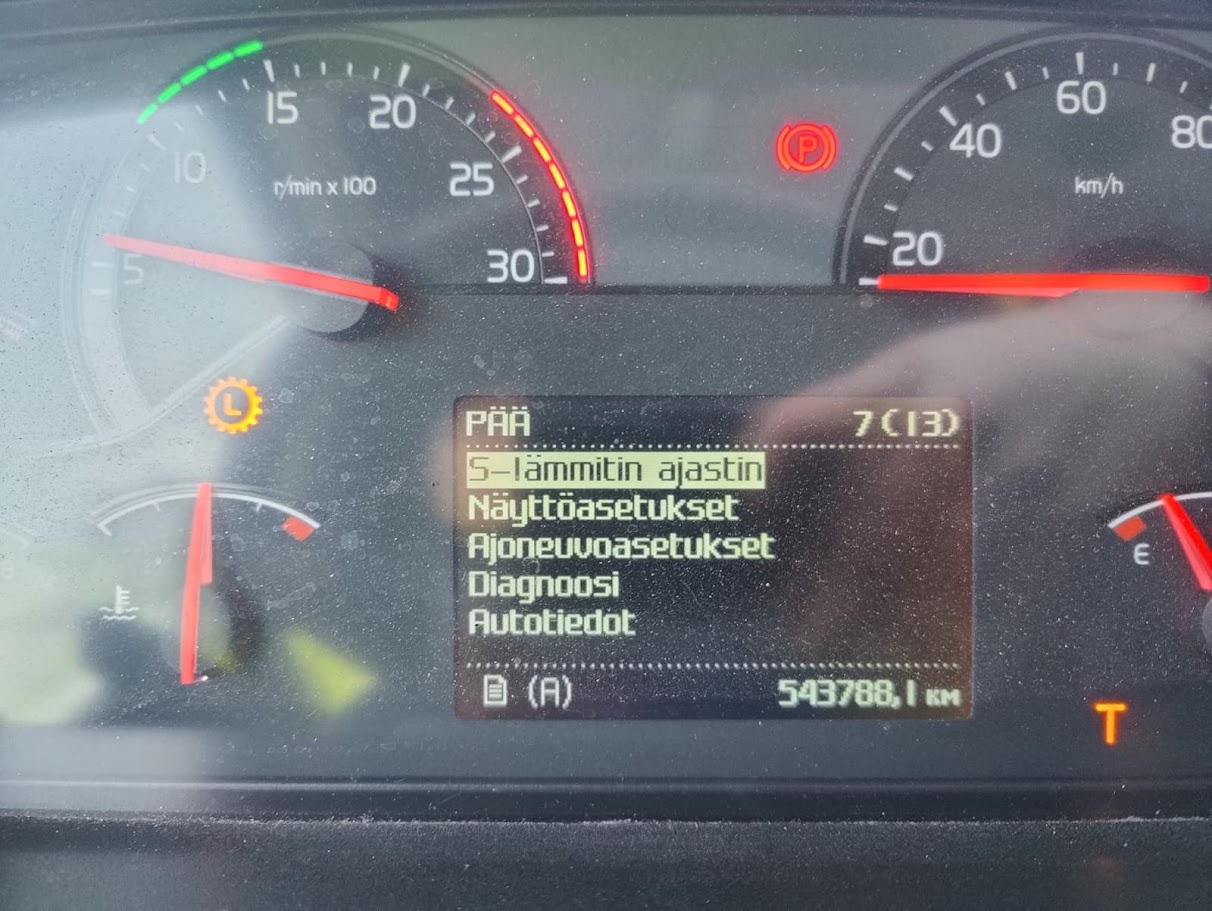 15
20
10
25
5
30
r/min x 100
P
60
40
80
20
km/h
L
PÄÄ 7(13)
S-lämmitin ajastin
Näyttöasetukset
Ajoneuvoasetukset
Diagnoosi
Autotiedot
(A) 543788,1 KM
E
T